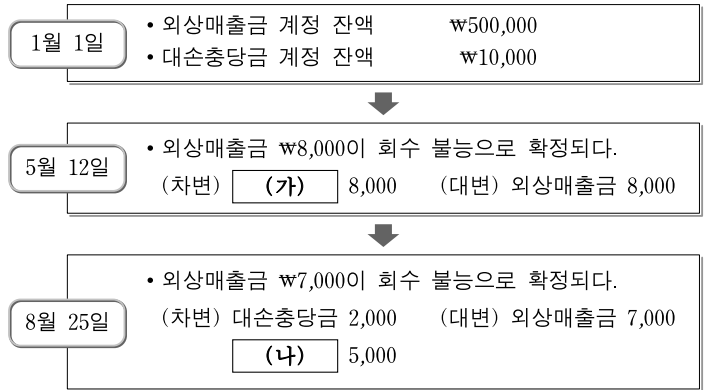 1월 1일
• 외상매출금 계정 잔액 ₩500,000
• 대손충당금 계정 잔액 ₩10,000
5월 12일
• 외상매출금 ₩8,000이 회수 불능으로 확정되다.
(차변) (가) 8,000 (대변) 외상매출금 8,000
8월 25일
• 외상매출금 ₩7,000이 회수 불능으로 확정되다.
(차변) 대손충당금 2,000 (대변) 외상매출금 7,000
(나) 5,000